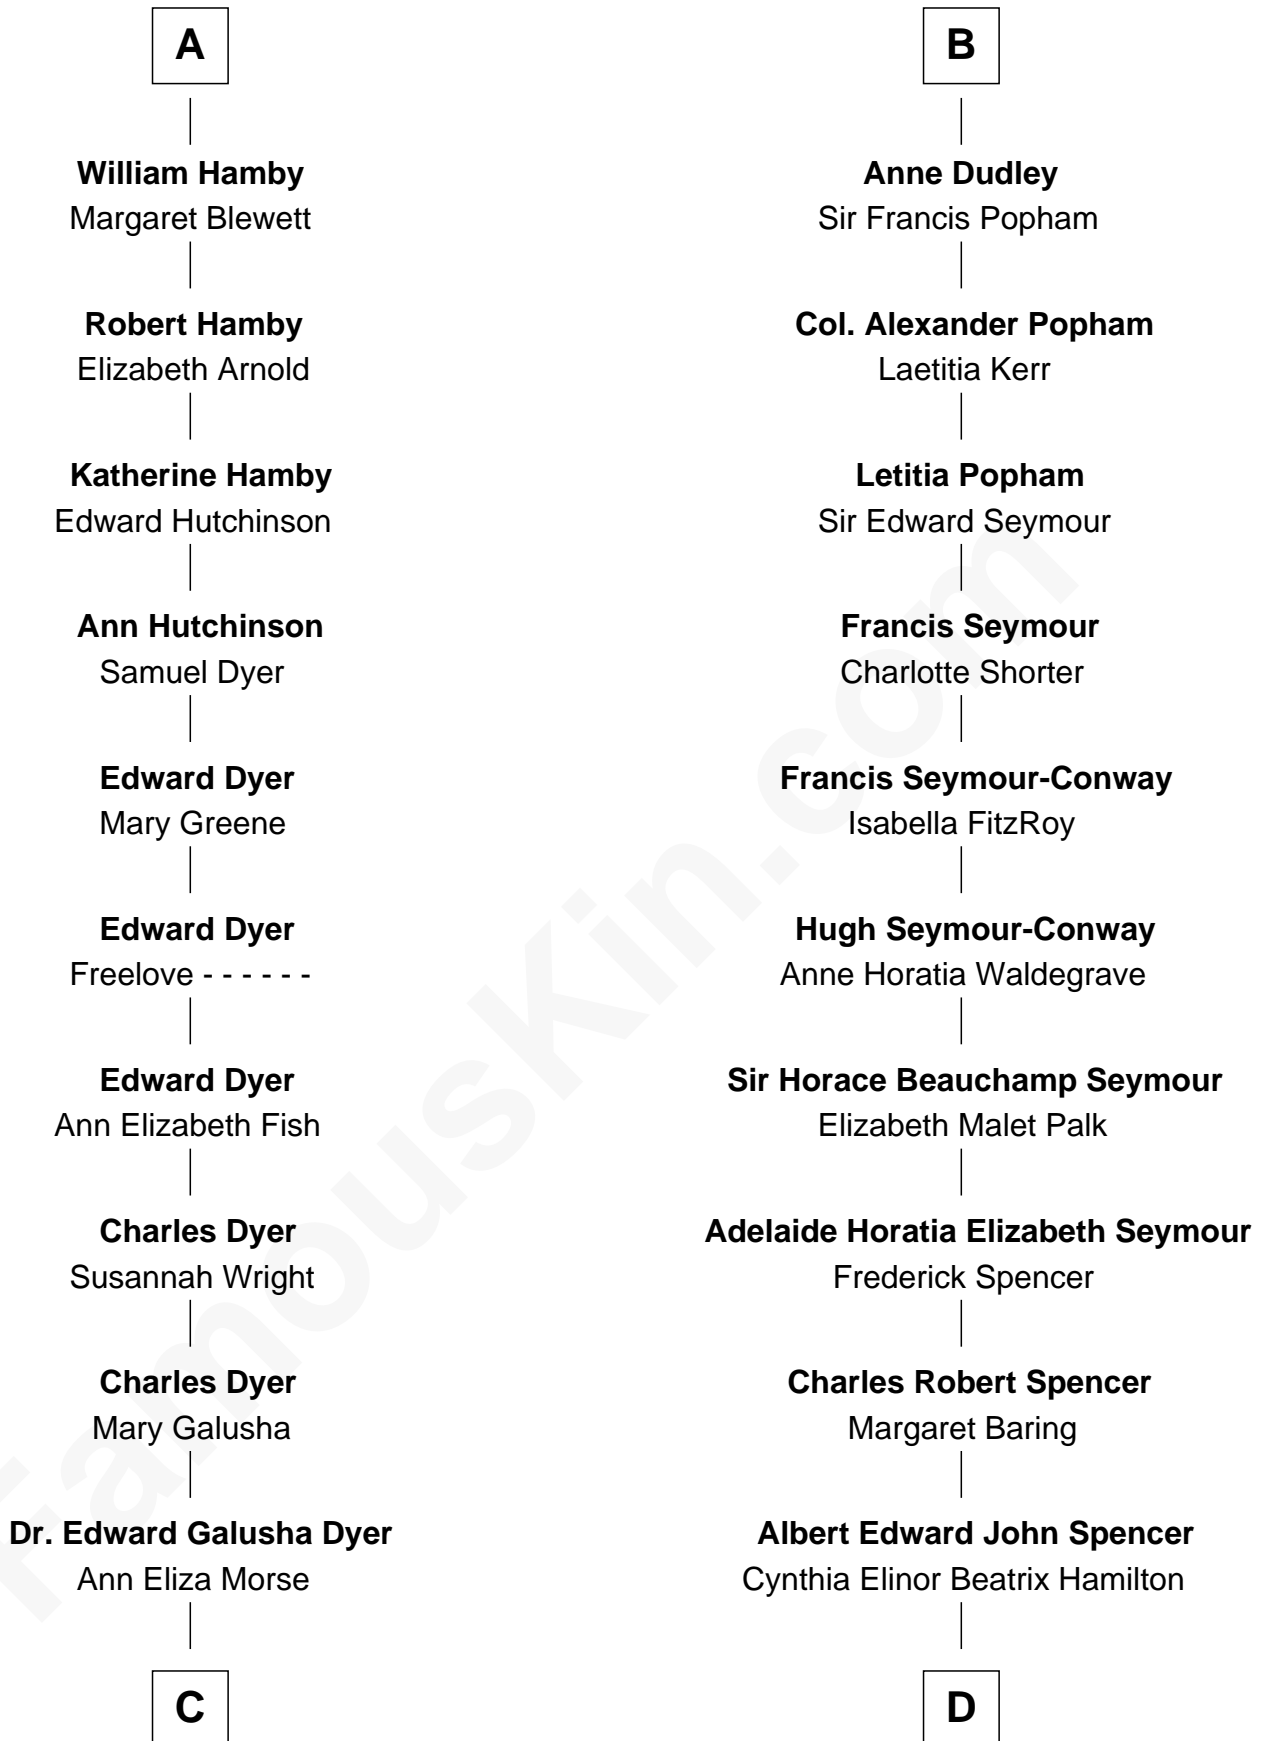 A
William Hamby
Margaret Blewett
Robert Hamby
Elizabeth Arnold
Katherine Hamby
Edward Hutchinson
Ann Hutchinson
Samuel Dyer
Edward Dyer
Mary Greene
Edward Dyer
Freelove - - - - - -
Edward Dyer
Ann Elizabeth Fish
Charles Dyer
Susannah Wright
Charles Dyer
Mary Galusha
Dr. Edward Galusha Dyer
Ann Eliza Morse
C
B
Anne Dudley
Sir Francis Popham
Col. Alexander Popham
Laetitia Kerr
Letitia Popham
Sir Edward Seymour
Francis Seymour
Charlotte Shorter
Francis Seymour-Conway
Isabella FitzRoy
Hugh Seymour-Conway
Anne Horatia Waldegrave
Sir Horace Beauchamp Seymour
Elizabeth Malet Palk
Adelaide Horatia Elizabeth Seymour
Frederick Spencer
Charles Robert Spencer
Margaret Baring
Albert Edward John Spencer
Cynthia Elinor Beatrix Hamilton
D
FamousKin.com